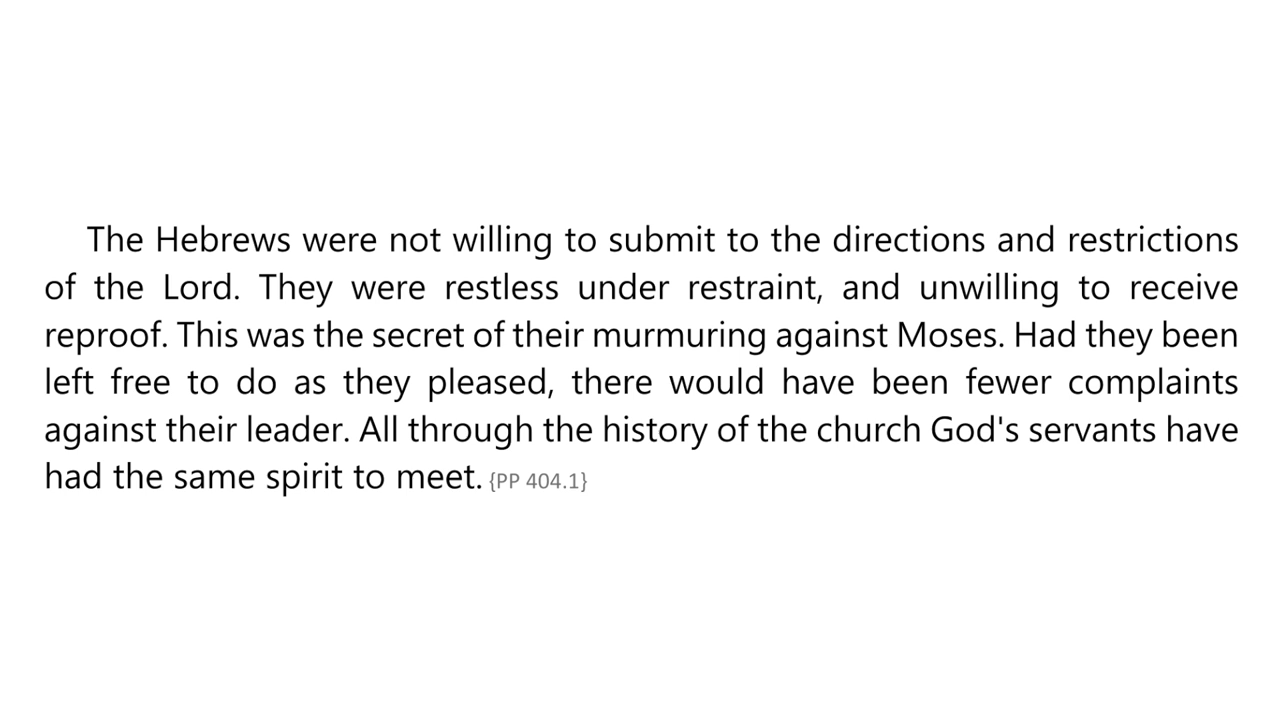 The Hebrews were not willing to submit to the directions and restrictions
of the Lord. They were restless under restraint, and unwilling to receive
reproof. This was the secret of their murmuring against Moses. Had they been
left free to do as they pleased, there would have been fewer complaints
against their leader. All through the history of the church God's servants have
had the same spirit to meet. {PP 404.1}